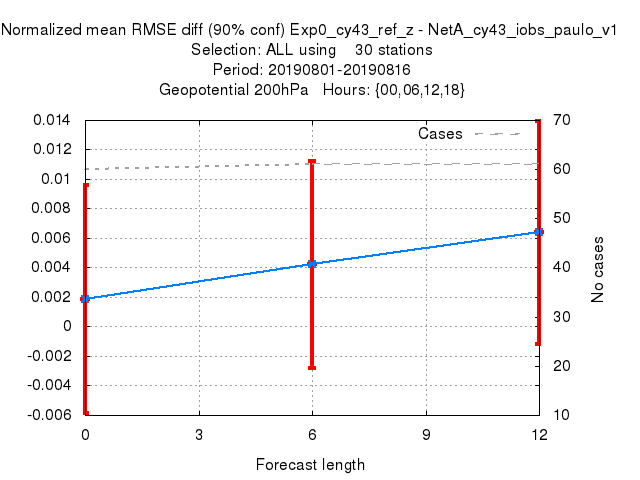 Normalized mean RMSE diff (90% conf) Exp0_cy43_ref_z - NetA_cy43_iobs_paulo_v1
Selection: ALL using    30 stations
Period: 20190801-20190816
Geopotential 200hPa   Hours: {00,06,12,18}
0.014
0.012
0.01
0.008
0.006
0.004
0.002
0
-0.002
-0.004
-0.006
Cases
70
60
50
40
30
20
10
No cases
0 3 6 9 12
Forecast length